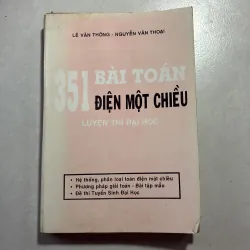 LÊ VĂN THÔNG - NGUYỄN VĂN THOẠI
351 BÀI TOÁN
ĐIỆN MỘT CHIỀU
LUYỆN THI ĐẠI HỌC
• Hệ thống, phân loại toán điện một chiều
• Phương pháp giải toán - Bài tập mẫu
• Đề thi Tuyển Sinh Đại Học